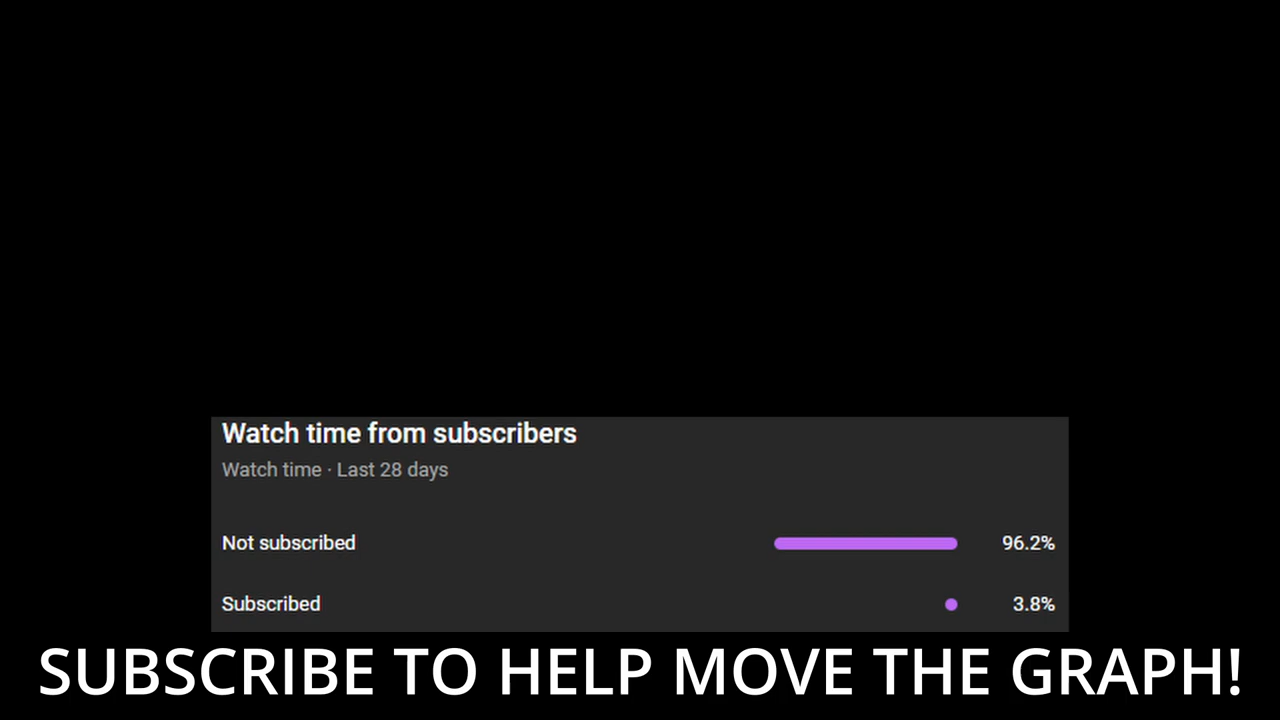 Watch time from subscribers
Watch time · Last 28 days
Not subscribed 96.2%
Subscribed 3.8%
SUBSCRIBE TO HELP MOVE THE GRAPH!